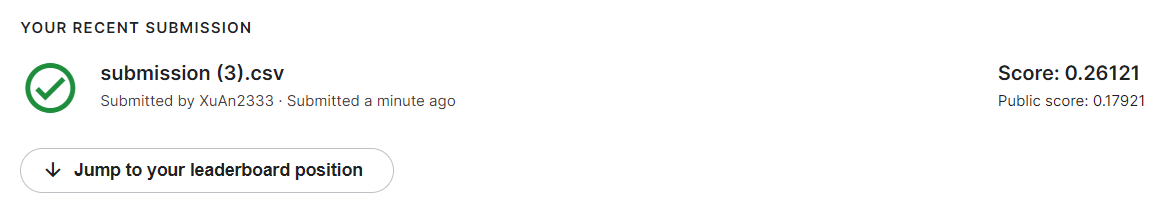 YOUR RECENT SUBMISSION
submission (3).csv
Score: 0.26121
Submitted by XuAn2333 · Submitted a minute ago
Public score: 0.17921
Jump to your leaderboard position